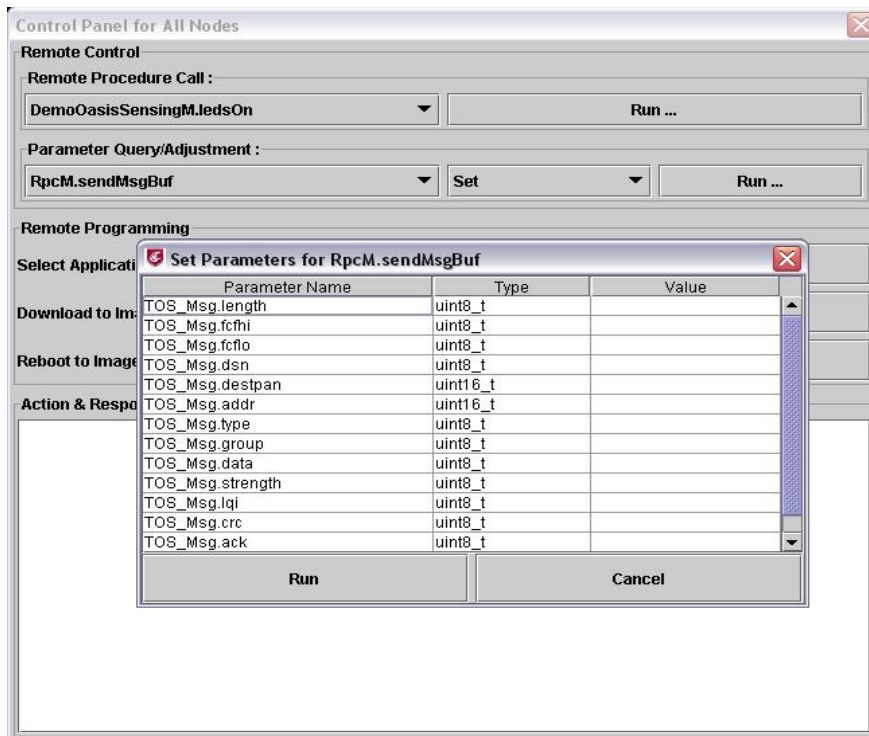 Control Panel for All Nodes
Remote Control
Remote Procedure Call :
DemoOasisSensingM.ledsOn Run ...
Parameter Query/Adjustment :
RpcM.sendMsgBuf Set Run ...
Remote Programming
Select Applicati
Download to Im
Reboot to Image
Action & Respo
Set Parameters for RpcM.sendMsgBuf
Parameter Name Type Value
TOS_Msg.length uint8_t
TOS_Msg.fcfhi uint8_t
TOS_Msg.fcflo uint8_t
TOS_Msg.dsn uint8_t
TOS_Msg.destpan uint16_t
TOS_Msg.addr uint16_t
TOS_Msg.type uint8_t
TOS_Msg.group uint8_t
TOS_Msg.data uint8_t
TOS_Msg.strength uint8_t
TOS_Msg.lqi uint8_t
TOS_Msg.crc uint8_t
TOS_Msg.ack uint8_t
Run Cancel